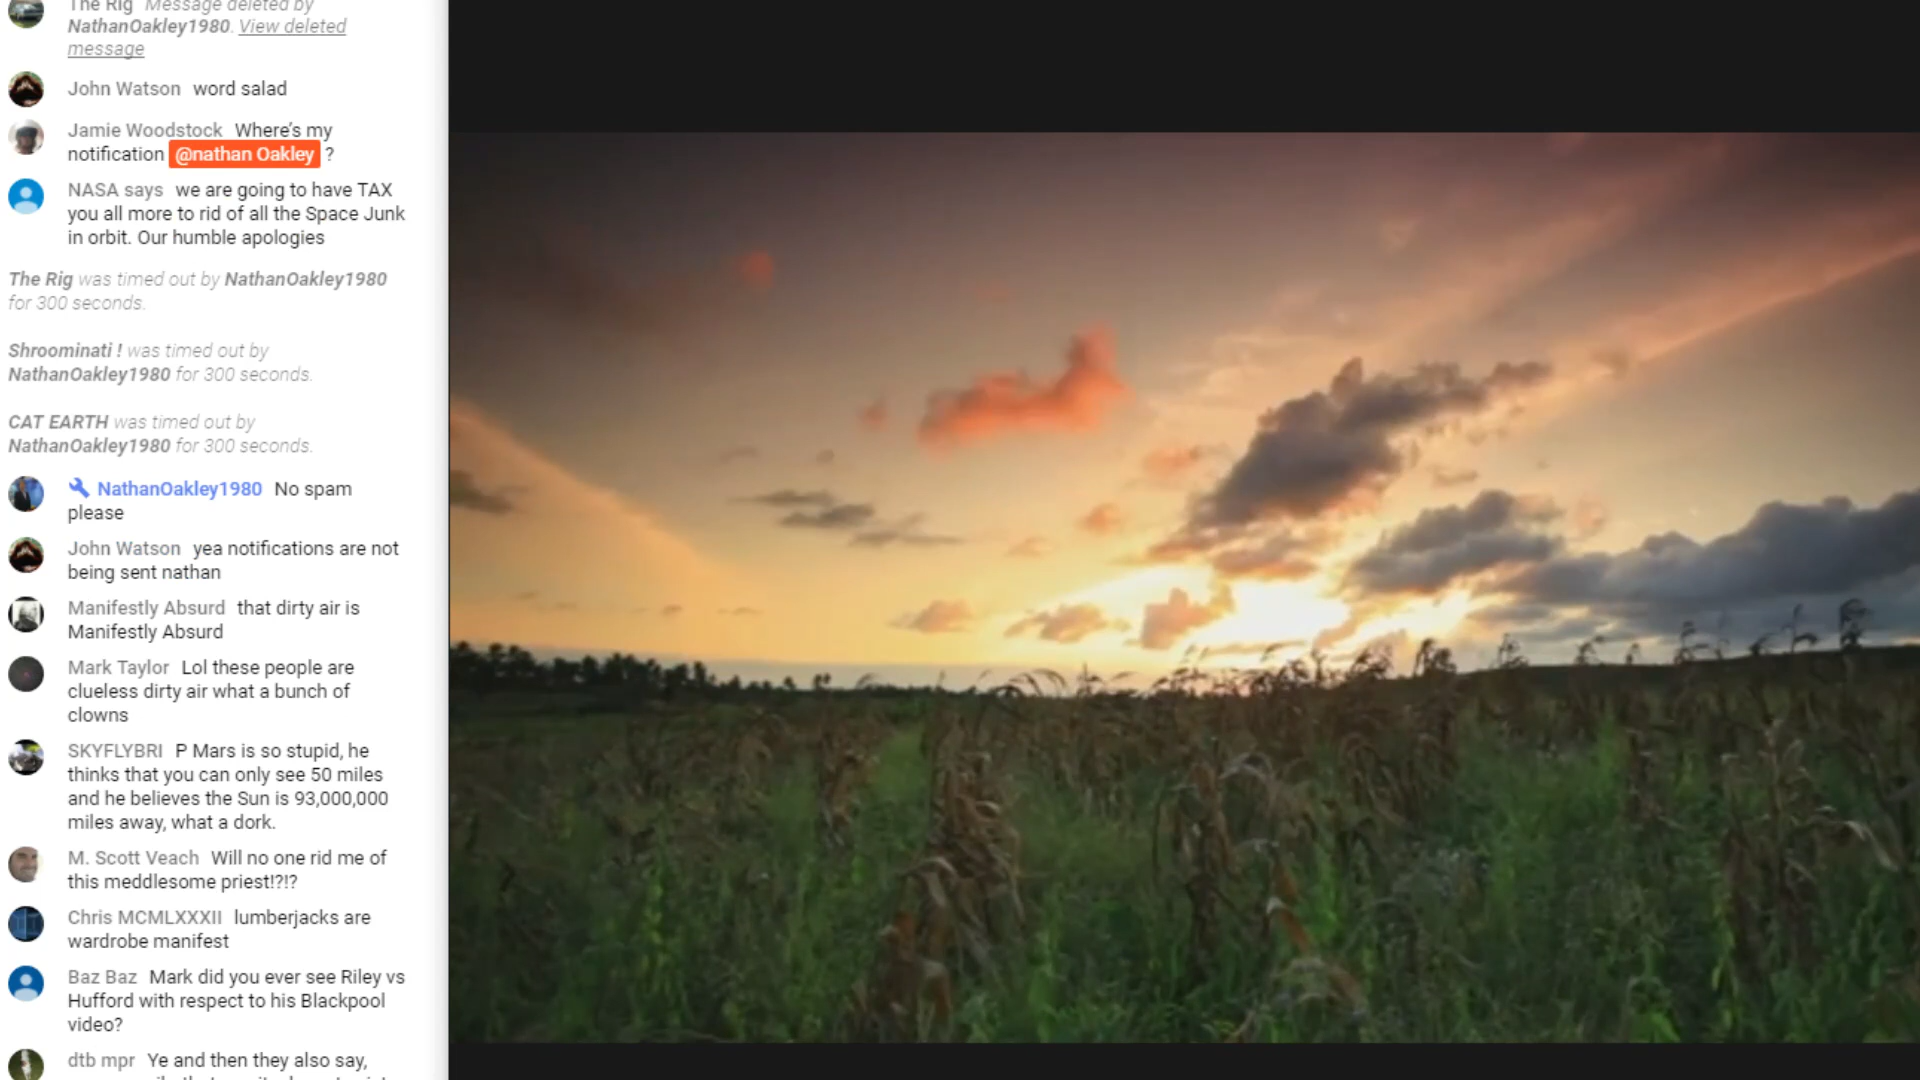 The Rig Message deleted by
NathanOakley1980. View deleted
message
John Watson word salad
Jamie Woodstock Where's my
notification @nathan Oakley ?
NASA says we are going to have TAX
you all more to rid of all the Space Junk
in orbit. Our humble apologies
The Rig was timed out by NathanOakley1980
for 300 seconds.
Shroominati ! was timed out by
NathanOakley1980 for 300 seconds.
CAT EARTH was timed out by
NathanOakley1980 for 300 seconds.
NathanOakley1980 No spam
please
John Watson yea notifications are not
being sent nathan
Manifestly Absurd that dirty air is
Manifestly Absurd
Mark Taylor Lol these people are
clueless dirty air what a bunch of
clowns
SKYFLYBRI P Mars is so stupid, he
thinks that you can only see 50 miles
and he believes the Sun is 93,000,000
miles away, what a dork.
M. Scott Veach Will no one rid me of
this meddlesome priest!?!?
Chris MCMLXXXII lumberjacks are
wardrobe manifest
Baz Baz Mark did you ever see Riley vs
Hufford with respect to his Blackpool
video?
dtb mpr Ye and then they also say,